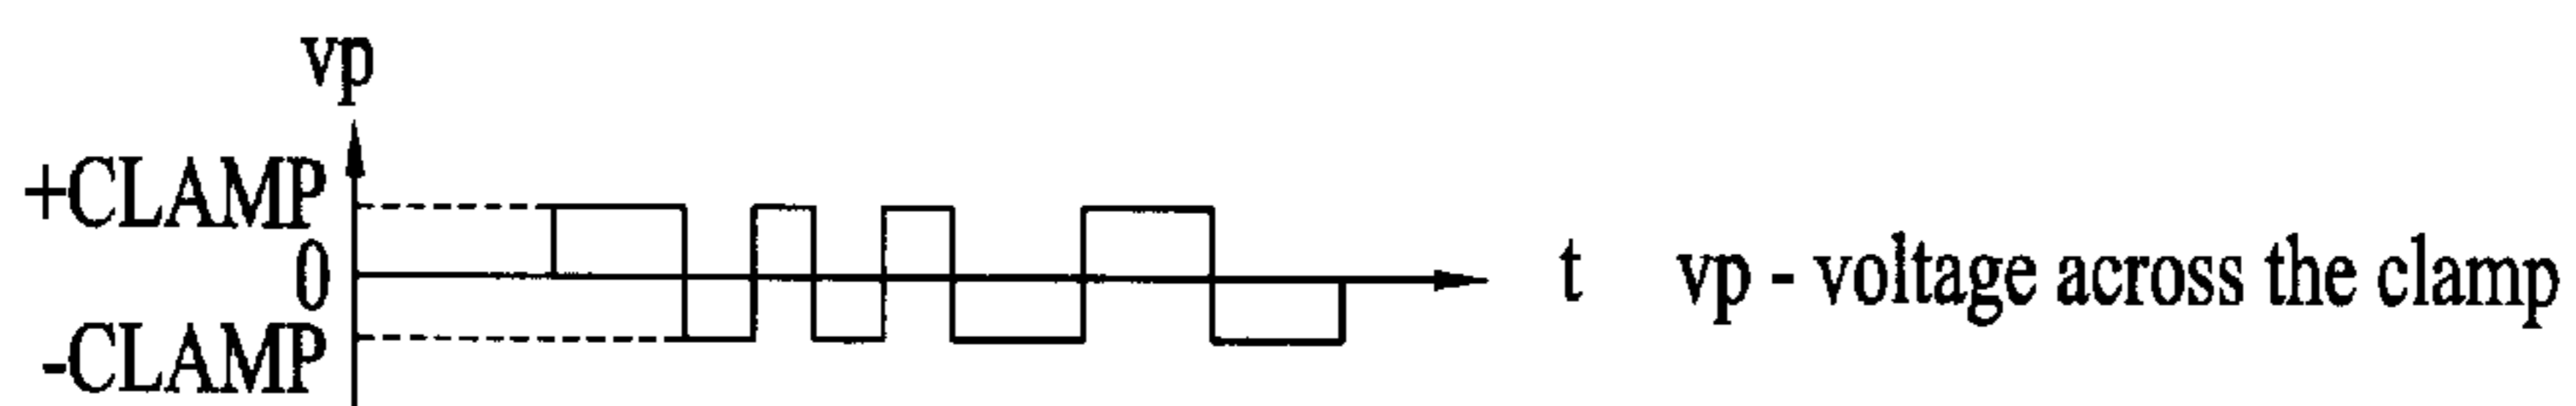 vp
+CLAMP
0
-CLAMP
t
vp - voltage across the clamp